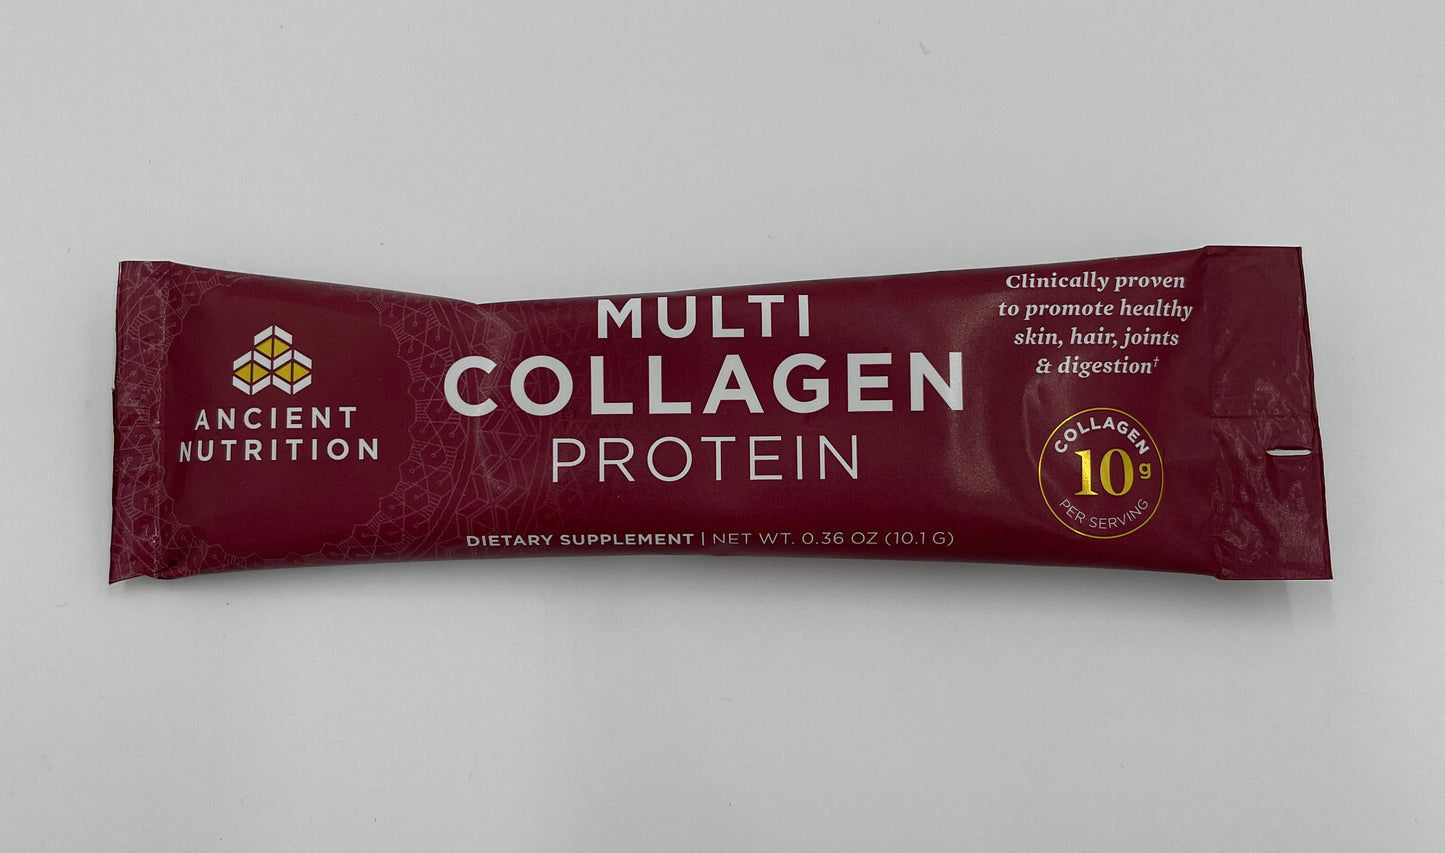 ANCIENT
NUTRITION
MULTI
COLLAGEN
PROTEIN
DIETARY SUPPLEMENT | NET WT. 0.36 OZ (10.1 G)
Clinically proven
to promote healthy
skin, hair, joints
& digestion†
COLLAGEN
10g
PER SERVING